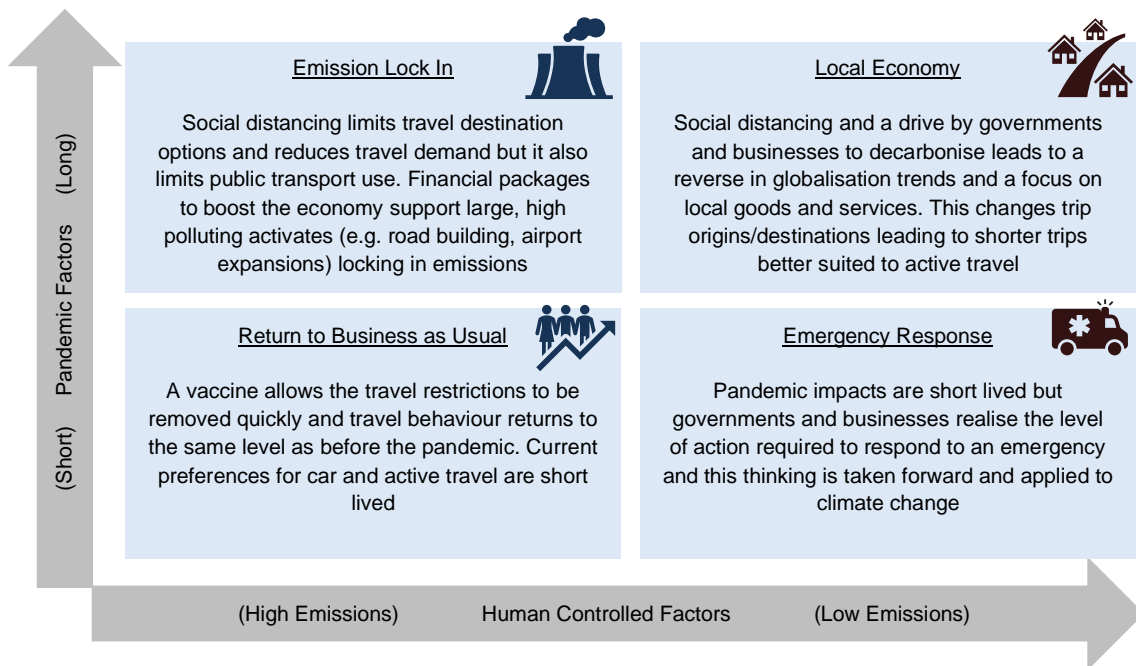 Emission Lock In
Social distancing limits travel destination
options and reduces travel demand but it also
limits public transport use. Financial packages
to boost the economy support large, high
polluting activates (e.g. road building, airport
expansions) locking in emissions
Local Economy
Social distancing and a drive by governments
and businesses to decarbonise leads to a
reverse in globalisation trends and a focus on
local goods and services. This changes trip
origins/destinations leading to shorter trips
better suited to active travel
Return to Business as Usual
A vaccine allows the travel restrictions to be
removed quickly and travel behaviour returns to
the same level as before the pandemic. Current
preferences for car and active travel are short
lived
Emergency Response
Pandemic impacts are short lived but
governments and businesses realise the level
of action required to respond to an emergency
and this thinking is taken forward and applied to
climate change
(Short) Pandemic Factors (Long)
(High Emissions) Human Controlled Factors (Low Emissions)